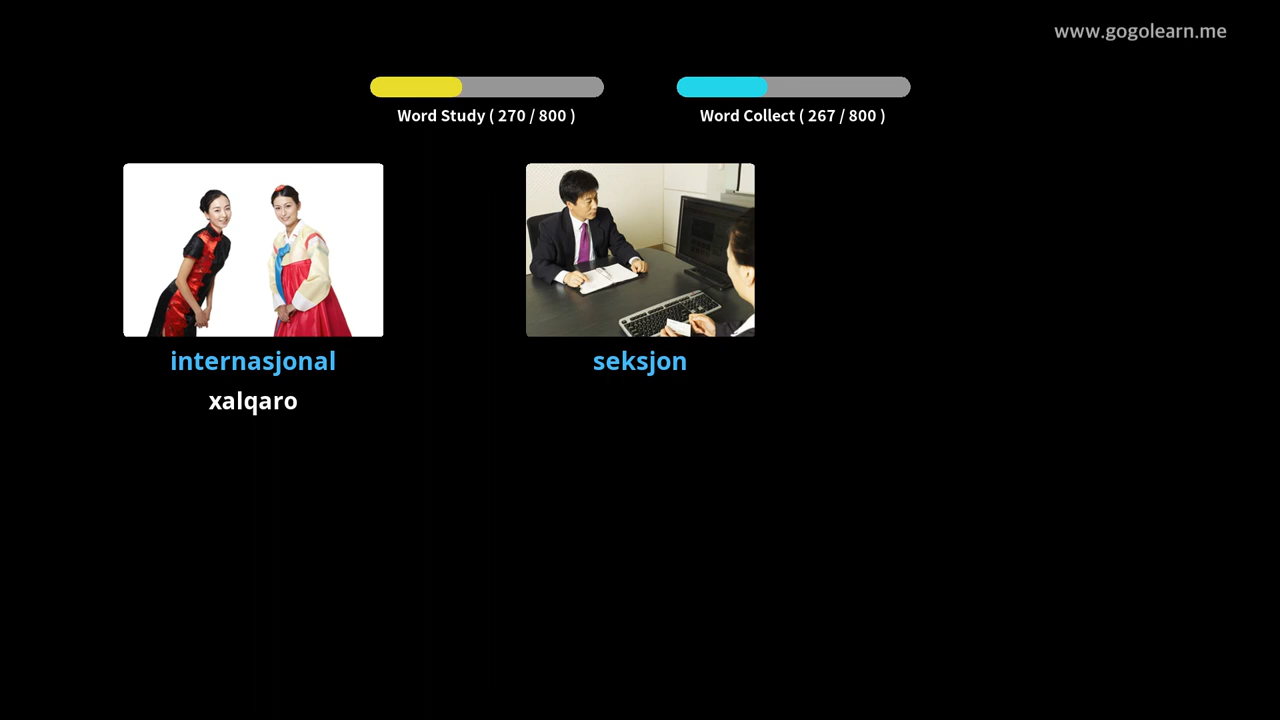 www.gogolearn.me
Word Study ( 270 / 800 )
Word Collect ( 267 / 800 )
internasjonal
xalqaro
seksjon